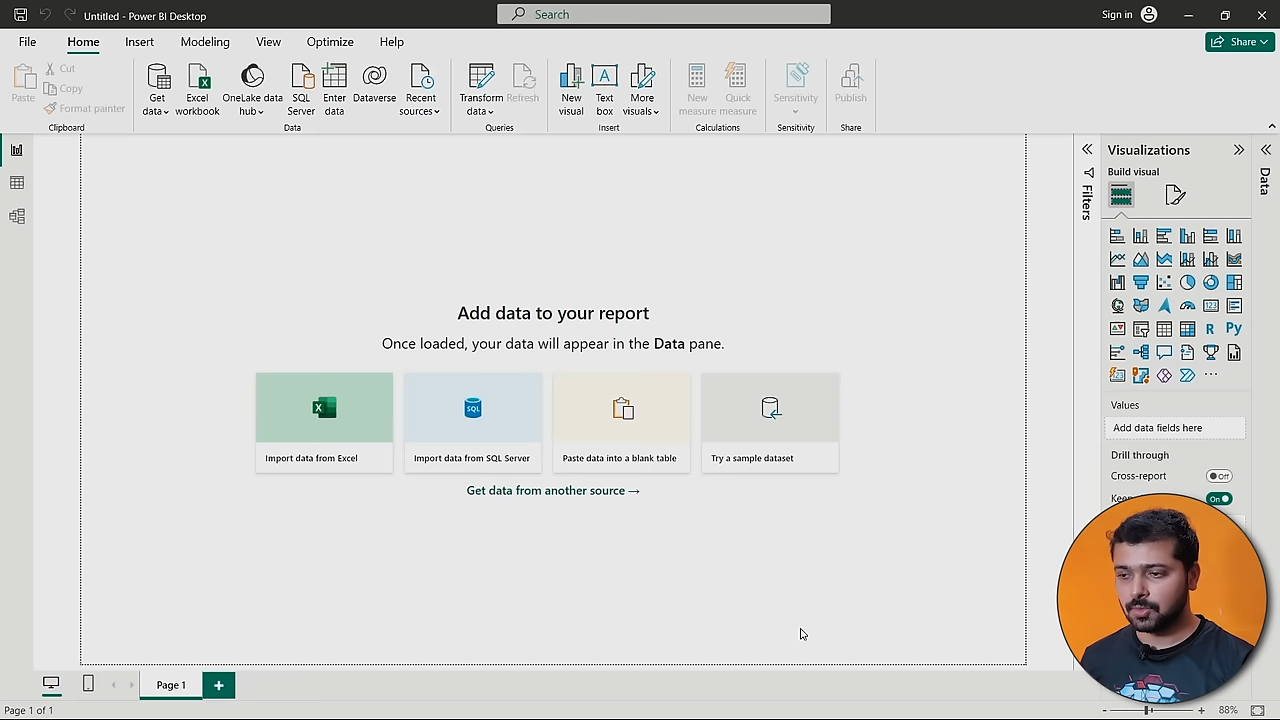 Untitled - Power BI Desktop
Search
Sign in
File
Home
Insert
Modeling
View
Optimize
Help
Share
Paste
Cut
Copy
Format painter
Clipboard
Get data
Excel workbook
OneLake data hub
SQL Server
Enter data
Dataverse
Recent sources
Data
Transform data
Refresh
Queries
New visual
Text box
More visuals
Insert
New measure
Quick measure
Calculations
Sensitivity
Sensitivity
Publish
Share
Filters
Visualizations
Build visual
Data
R
Py
123
Values
Add data fields here
Drill through
Cross-report
Off
On
Add data to your report
Once loaded, your data will appear in the Data pane.
X
SQL
Import data from Excel
Import data from SQL Server
Paste data into a blank table
Try a sample dataset
Get data from another source →
Page 1
+
Page 1 of 1
- + 88%